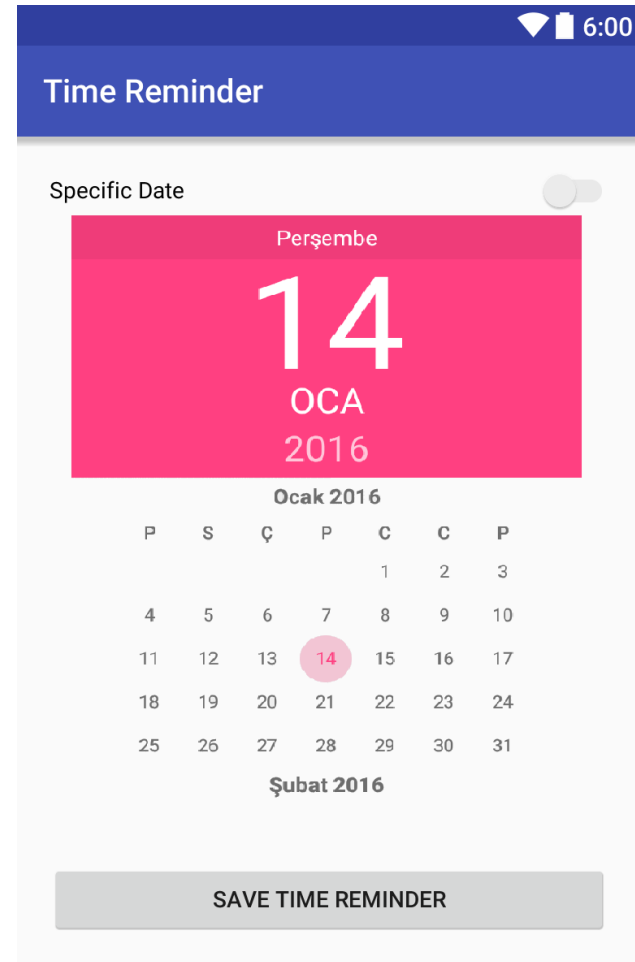 6:00
Time Reminder
Specific Date
Perşembe
14
OCA
2016
Ocak 2016
P S Ç P C C P
1 2 3
4 5 6 7 8 9 10
11 12 13 14 15 16 17
18 19 20 21 22 23 24
25 26 27 28 29 30 31
Şubat 2016
SAVE TIME REMINDER